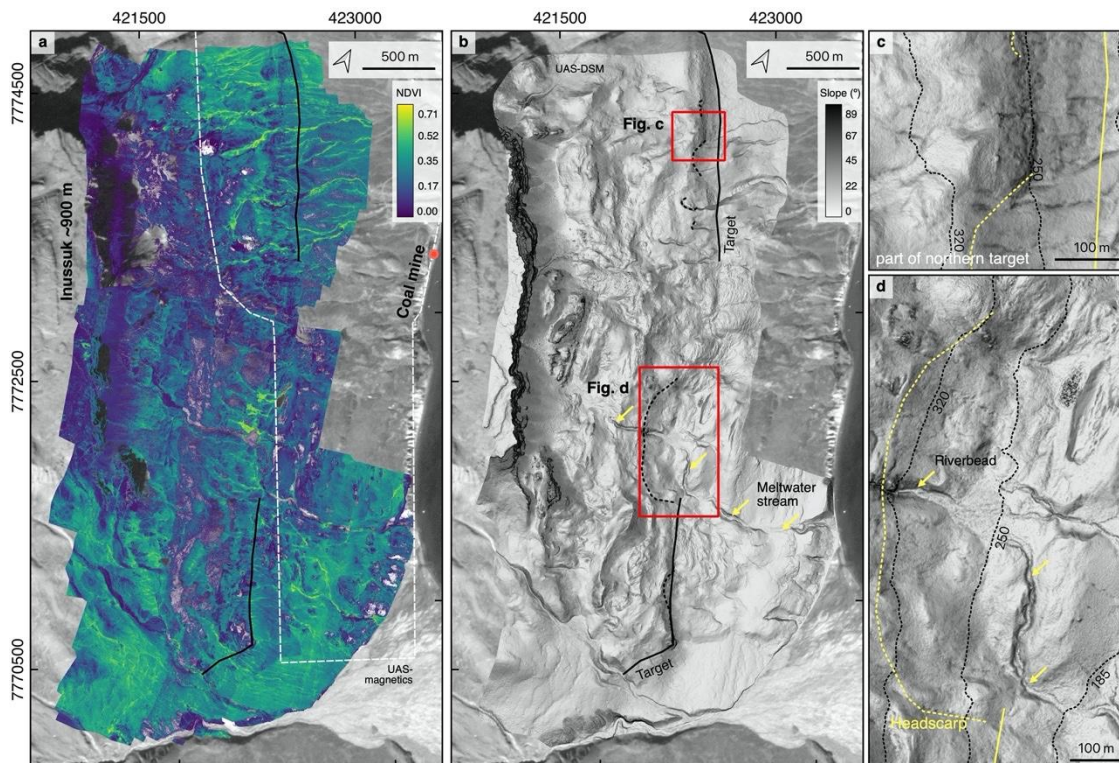 421500
423000
421500
423000
a
500 m
NDVI
0.71
0.52
0.35
0.17
0.00
7774500
7772500
7770500
Inussuk ~900 m
Coal mine
UAS-
magnetics
b
500 m
UAS-DSM
Slope (°)
89
66
44
22
0
Fig. c
Target
Fig. d
Meltwater
stream
Target
c
250
320
100 m
part of northern target
d
320
Riverbead
250
185
Headscarp
100 m